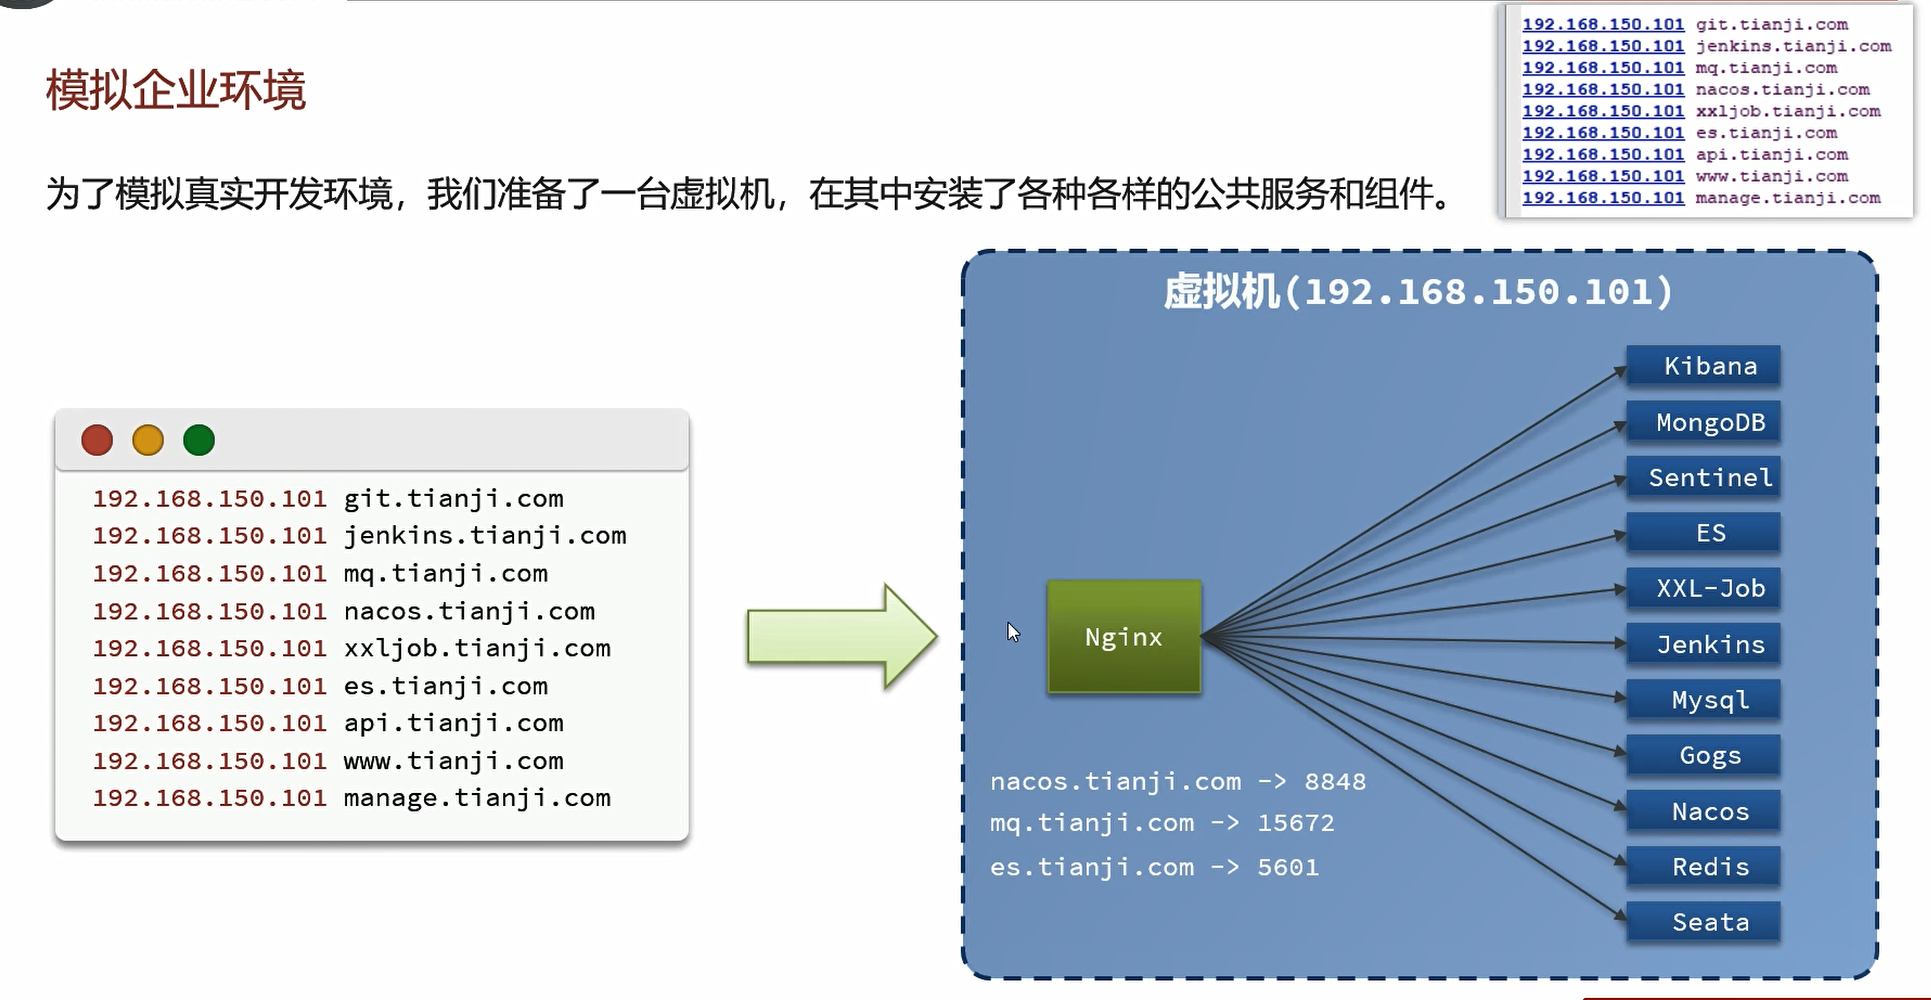 模拟企业环境
为了模拟真实开发环境，我们准备了一台虚拟机，在其中安装了各种各样的公共服务和组件。
192.168.150.101 git.tianji.com
192.168.150.101 jenkins.tianji.com
192.168.150.101 mq.tianji.com
192.168.150.101 nacos.tianji.com
192.168.150.101 xxljob.tianji.com
192.168.150.101 es.tianji.com
192.168.150.101 api.tianji.com
192.168.150.101 www.tianji.com
192.168.150.101 manage.tianji.com
192.168.150.101 git.tianji.com
192.168.150.101 jenkins.tianji.com
192.168.150.101 mq.tianji.com
192.168.150.101 nacos.tianji.com
192.168.150.101 xxljob.tianji.com
192.168.150.101 es.tianji.com
192.168.150.101 api.tianji.com
192.168.150.101 www.tianji.com
192.168.150.101 manage.tianji.com
虚拟机(192.168.150.101)
Nginx
nacos.tianji.com -> 8848
mq.tianji.com -> 15672
es.tianji.com -> 5601
Kibana
MongoDB
Sentinel
ES
XXL-Job
Jenkins
Mysql
Gogs
Nacos
Redis
Seata